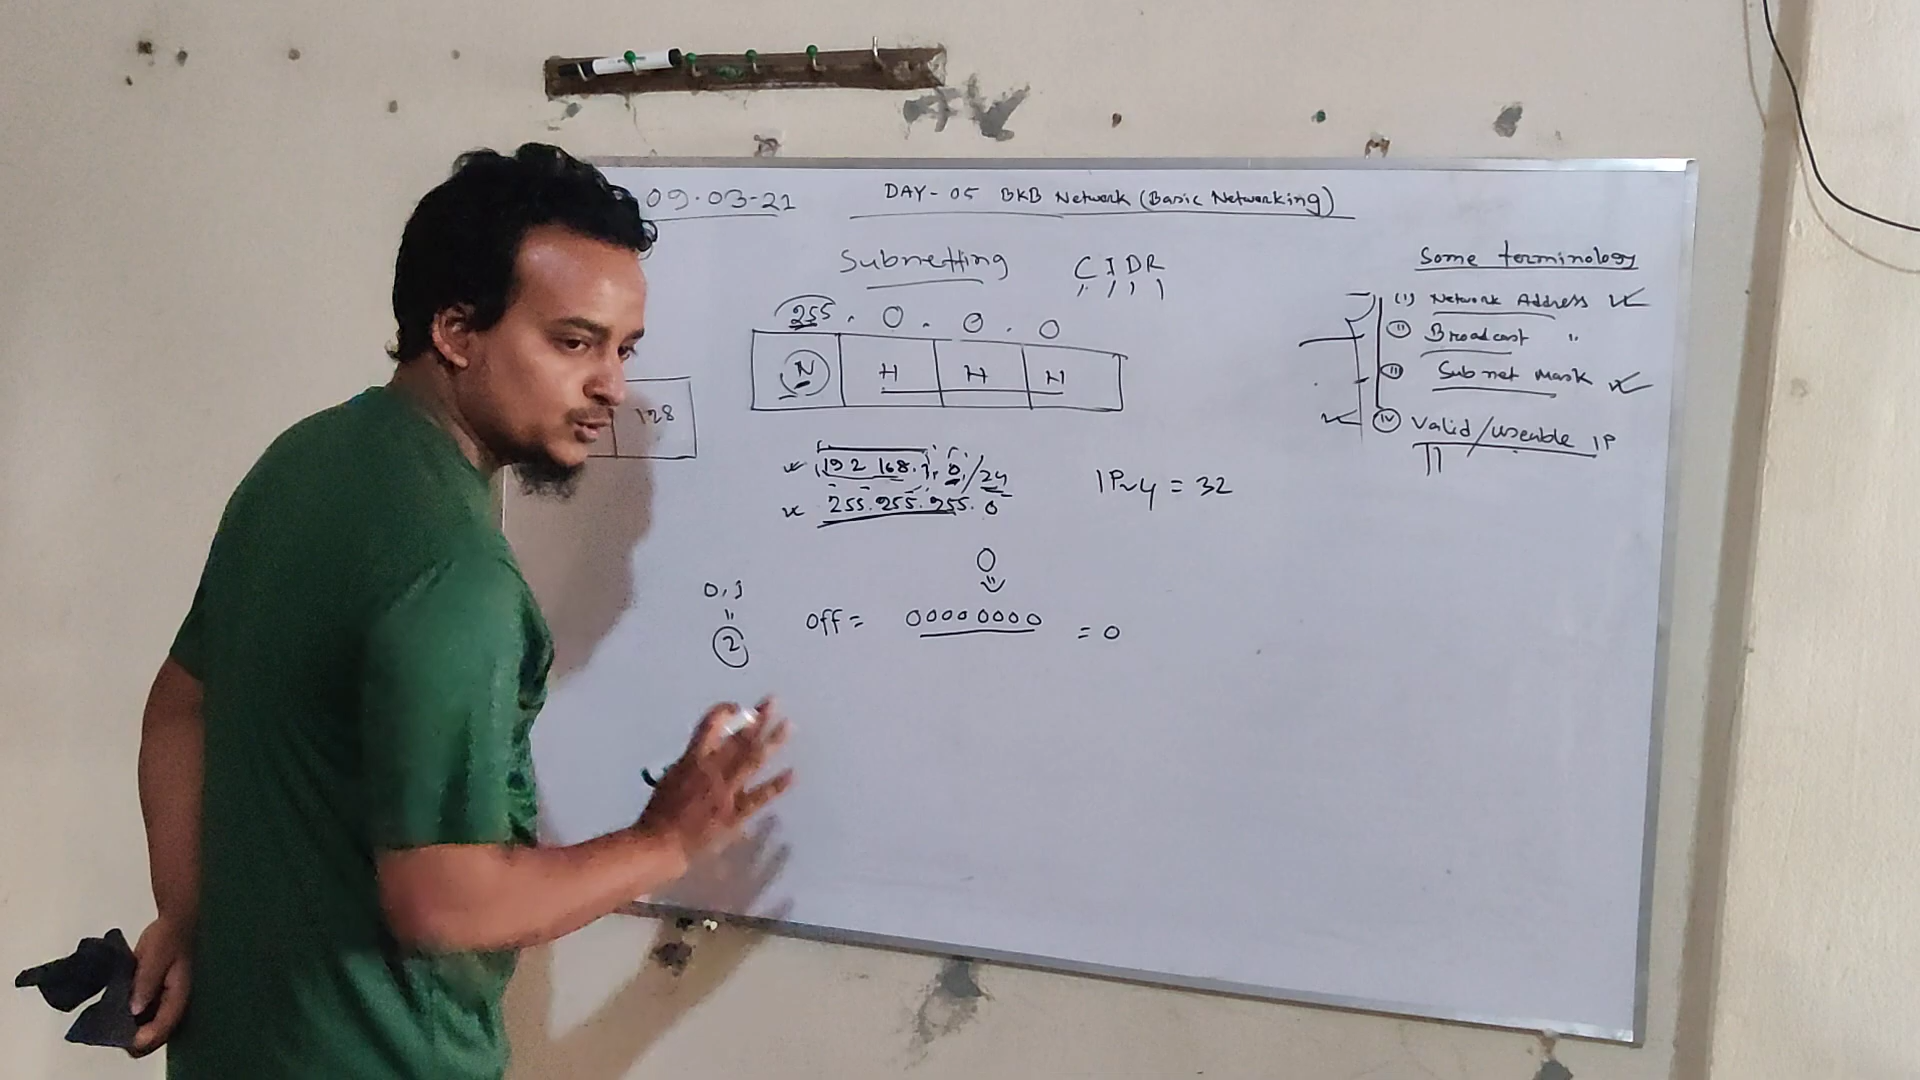 09.03-21
DAY-05 BKB Network (Basic Networking)
Subnetting
CIDR
255.0.0.0
N H H H
128
192 168.1.0/24
255.255.255.0
IPv4 = 32
0
0,1
"
2
off = 00000000 = 0
Some terminology
(i) Network Address
(ii) Broadcast "
(iii) Subnet Mask
(iv) Valid/useable IP